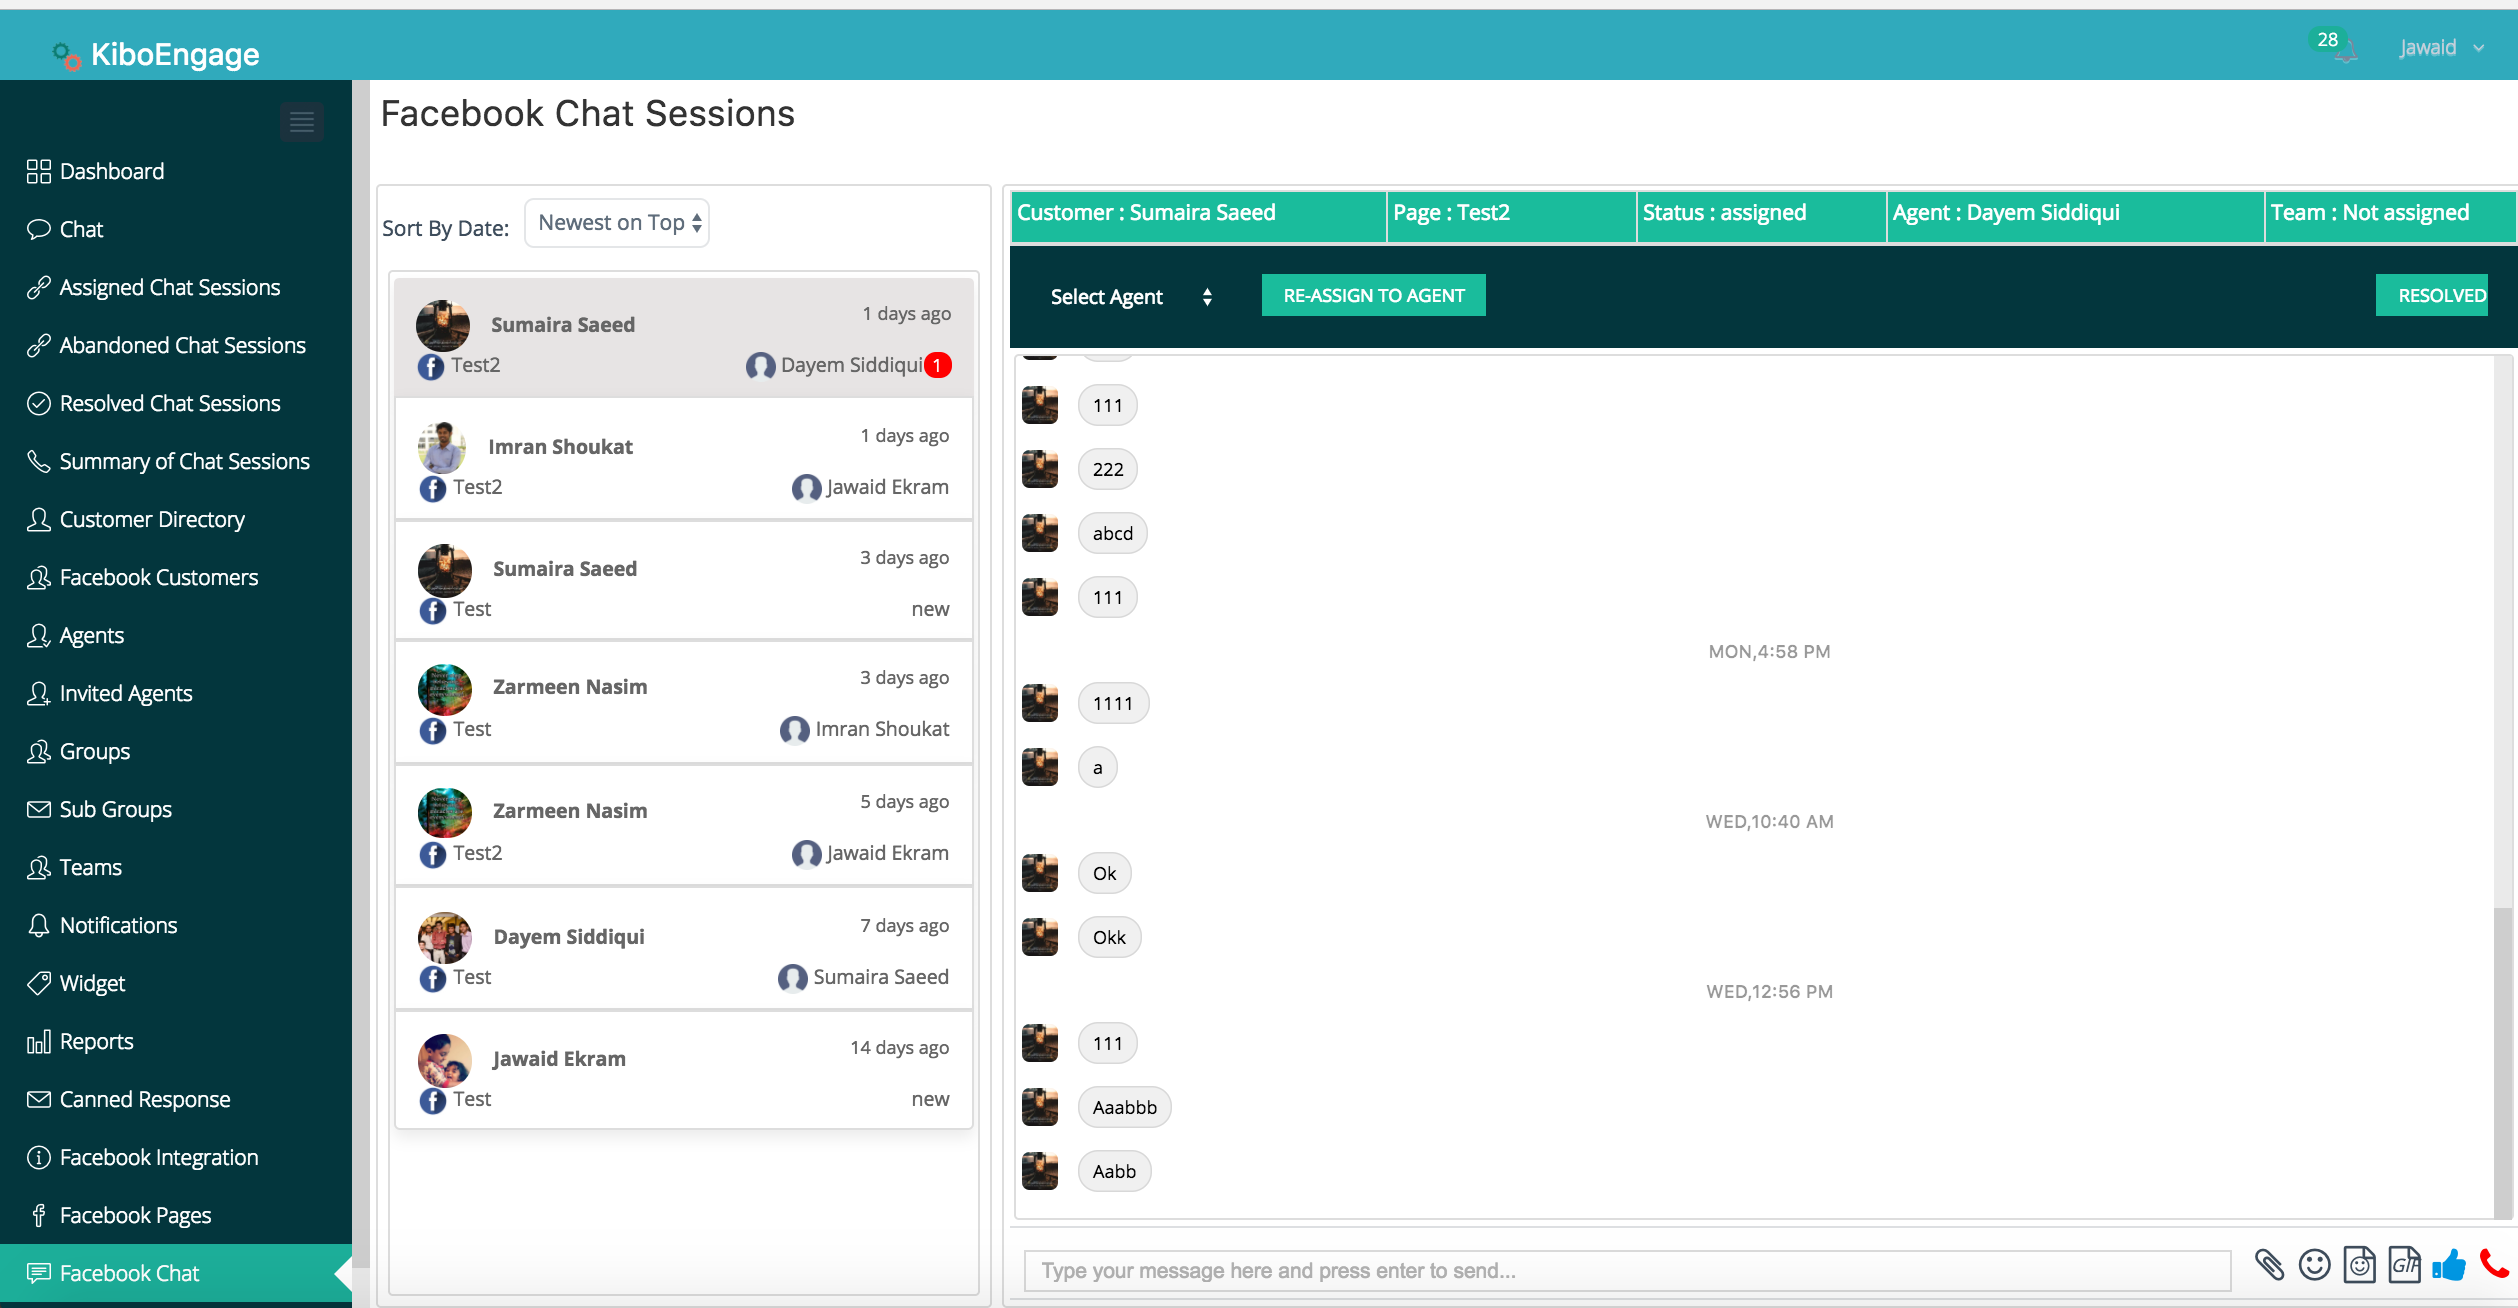 KiboEngage
28
Jawaid
Dashboard
Chat
Assigned Chat Sessions
Abandoned Chat Sessions
Resolved Chat Sessions
Summary of Chat Sessions
Customer Directory
Facebook Customers
Agents
Invited Agents
Groups
Sub Groups
Teams
Notifications
Widget
Reports
Canned Response
Facebook Integration
Facebook Pages
Facebook Chat
Facebook Chat Sessions
Sort By Date: Newest on Top
Sumaira Saeed 1 days ago
Test2 Dayem Siddiqui 1
Imran Shoukat 1 days ago
Test2 Jawaid Ekram
Sumaira Saeed 3 days ago
Test new
Zarmeen Nasim 3 days ago
Test Imran Shoukat
Zarmeen Nasim 5 days ago
Test2 Jawaid Ekram
Dayem Siddiqui 7 days ago
Test Sumaira Saeed
Jawaid Ekram 14 days ago
Test new
Customer : Sumaira Saeed Page : Test2 Status : assigned Agent : Dayem Siddiqui Team : Not assigned
Select Agent RE-ASSIGN TO AGENT RESOLVED
111
222
abcd
111
MON,4:58 PM
1111
a
WED,10:40 AM
Ok
Okk
WED,12:56 PM
111
Aaabbb
Aabb
Type your message here and press enter to send...
GIF